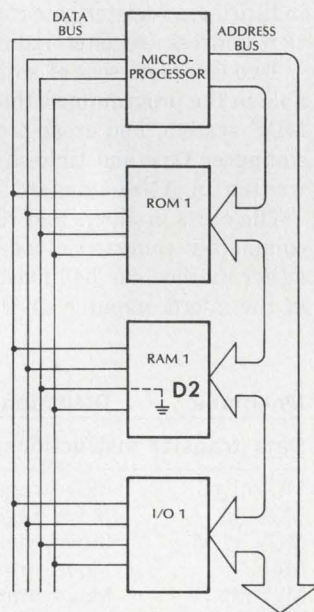 DATA
BUS
ADDRESS
BUS
MICRO-
PROCESSOR
ROM 1
RAM 1
D2
I/O 1